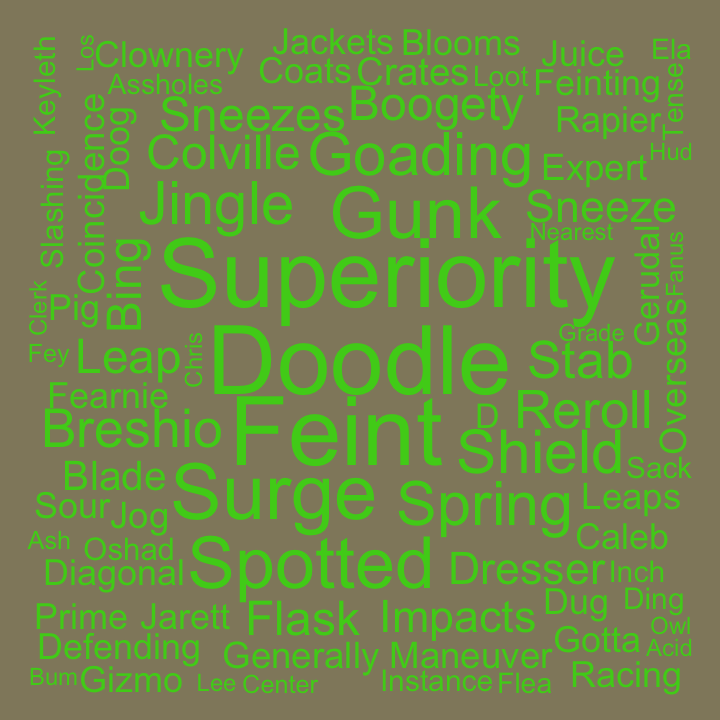 Keyleth
Los
Clownery
Jackets
Blooms
Juice
Ela
Assholes
Coats
Crates
Loot
Feinting
Tense
Sneezes
Boogety
Rapier
Doog
Coincidence
Slashing
Colville
Goading
Expert
Hud
Jingle
Gunk
Sneeze
Nearest
Superiority
Bing
Gerudal
Fanus
Clerk
Pig
Overseas
Fey
Leap
Chris
Doodle
Grade
Stab
Fearnie
Feint
D
Reroll
Breshio
Shield
Sack
Blade
Surge
Spring
Leaps
Sour
Jog
Caleb
Ash
Oshad
Spotted
Diagonal
Dresser
Inch
Prime
Jarett
Flask
Impacts
Dug
Ding
Owl
Defending
Generally
Maneuver
Gotta
Acid
Bum
Gizmo
Lee
Center
Instance
Flea
Racing